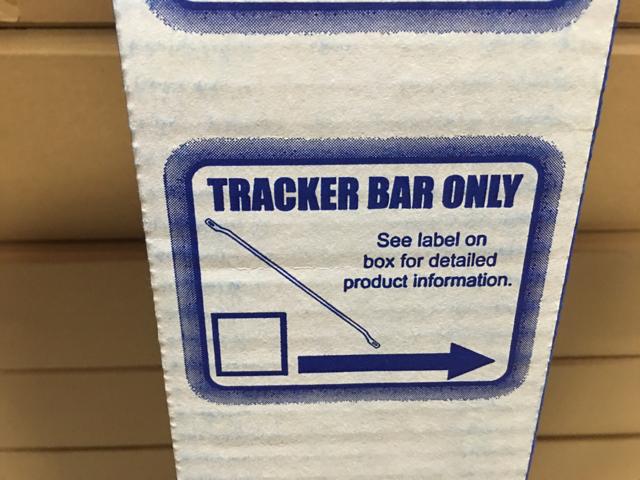 TRACKER BAR ONLY
See label on
box for detailed
product information.